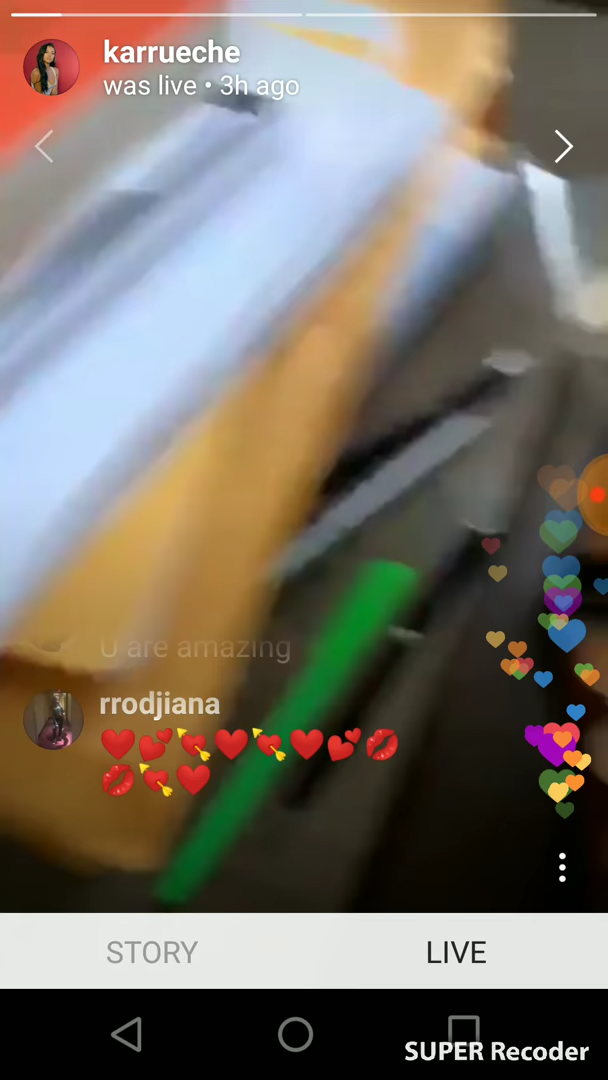 karrueche
was live • 3h ago
U are amazing
rrodjiana
STORY
LIVE
SUPER Recoder